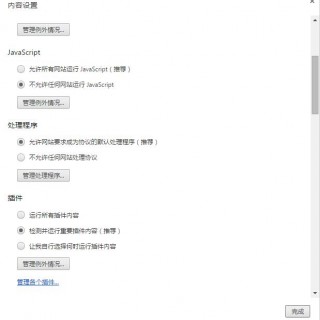 内容设置
管理例外情况...
JavaScript
允许所有网站运行 JavaScript（推荐）
不允许任何网站运行 JavaScript
管理例外情况...
处理程序
允许网站要求成为协议的默认处理程序（推荐）
不允许任何网站处理协议
管理处理程序...
插件
运行所有插件内容
检测并运行重要插件内容（推荐）
让我自行选择何时运行插件内容
管理例外情况...
管理各个插件...
完成